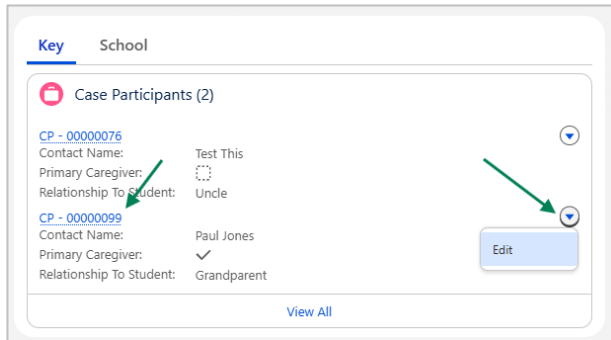 Key School
Case Participants (2)
CP - 00000076
Contact Name: Test This
Primary Caregiver:
Relationship To Student: Uncle
CP - 00000099
Contact Name: Paul Jones
Primary Caregiver: ✓
Relationship To Student: Grandparent
Edit
View All